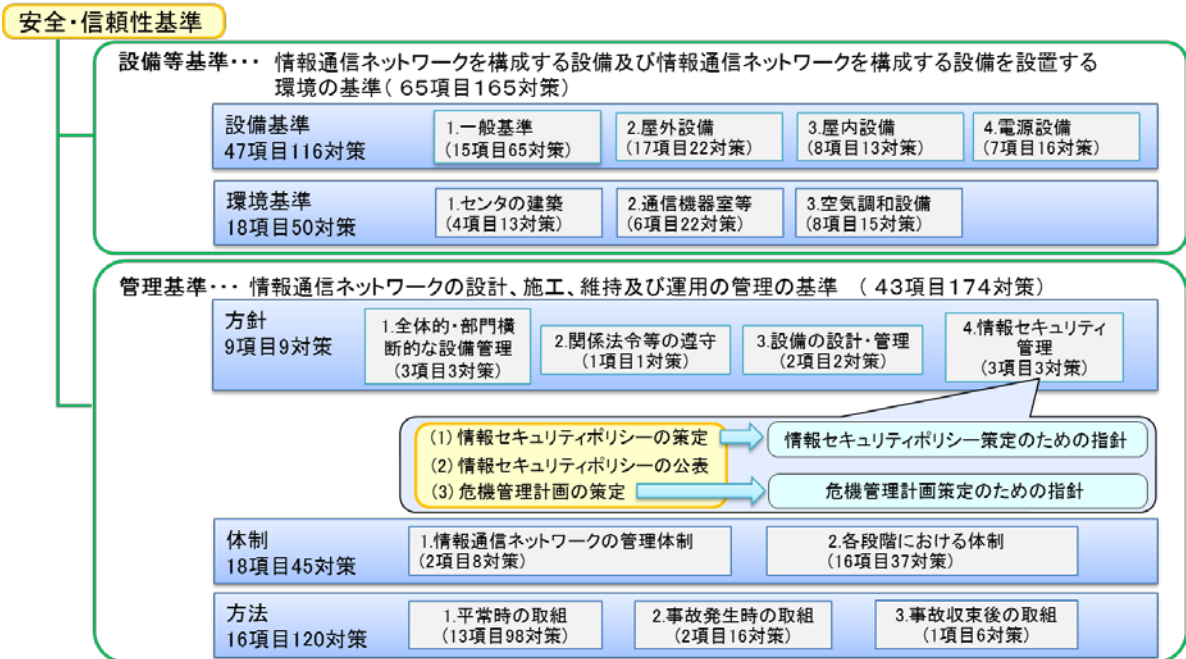 安全・信頼性基準
設備等基準・・・ 情報通信ネットワークを構成する設備及び情報通信ネットワークを構成する設備を設置する
環境の基準( 65項目165対策)
設備基準
47項目116対策
1.一般基準
(15項目65対策)
2.屋外設備
(17項目22対策)
3.屋内設備
(8項目13対策)
4.電源設備
(7項目16対策)
環境基準
18項目50対策
1.センタの建築
(4項目13対策)
2.通信機器室等
(6項目22対策)
3.空気調和設備
(8項目15対策)
管理基準・・・ 情報通信ネットワークの設計、施工、維持及び運用の管理の基準 ( 43項目174対策)
方針
9項目9対策
1.全体的・部門横
断的な設備管理
(3項目3対策)
2.関係法令等の遵守
(1項目1対策)
3.設備の設計・管理
(2項目2対策)
4.情報セキュリティ
管理
(3項目3対策)
(1) 情報セキュリティポリシーの策定
情報セキュリティポリシー策定のための指針
(2) 情報セキュリティポリシーの公表
(3) 危機管理計画の策定
危機管理計画策定のための指針
体制
18項目45対策
1.情報通信ネットワークの管理体制
(2項目8対策)
2.各段階における体制
(16項目37対策)
方法
16項目120対策
1.平常時の取組
(13項目98対策)
2.事故発生時の取組
(2項目16対策)
3.事故収束後の取組
(1項目6対策)